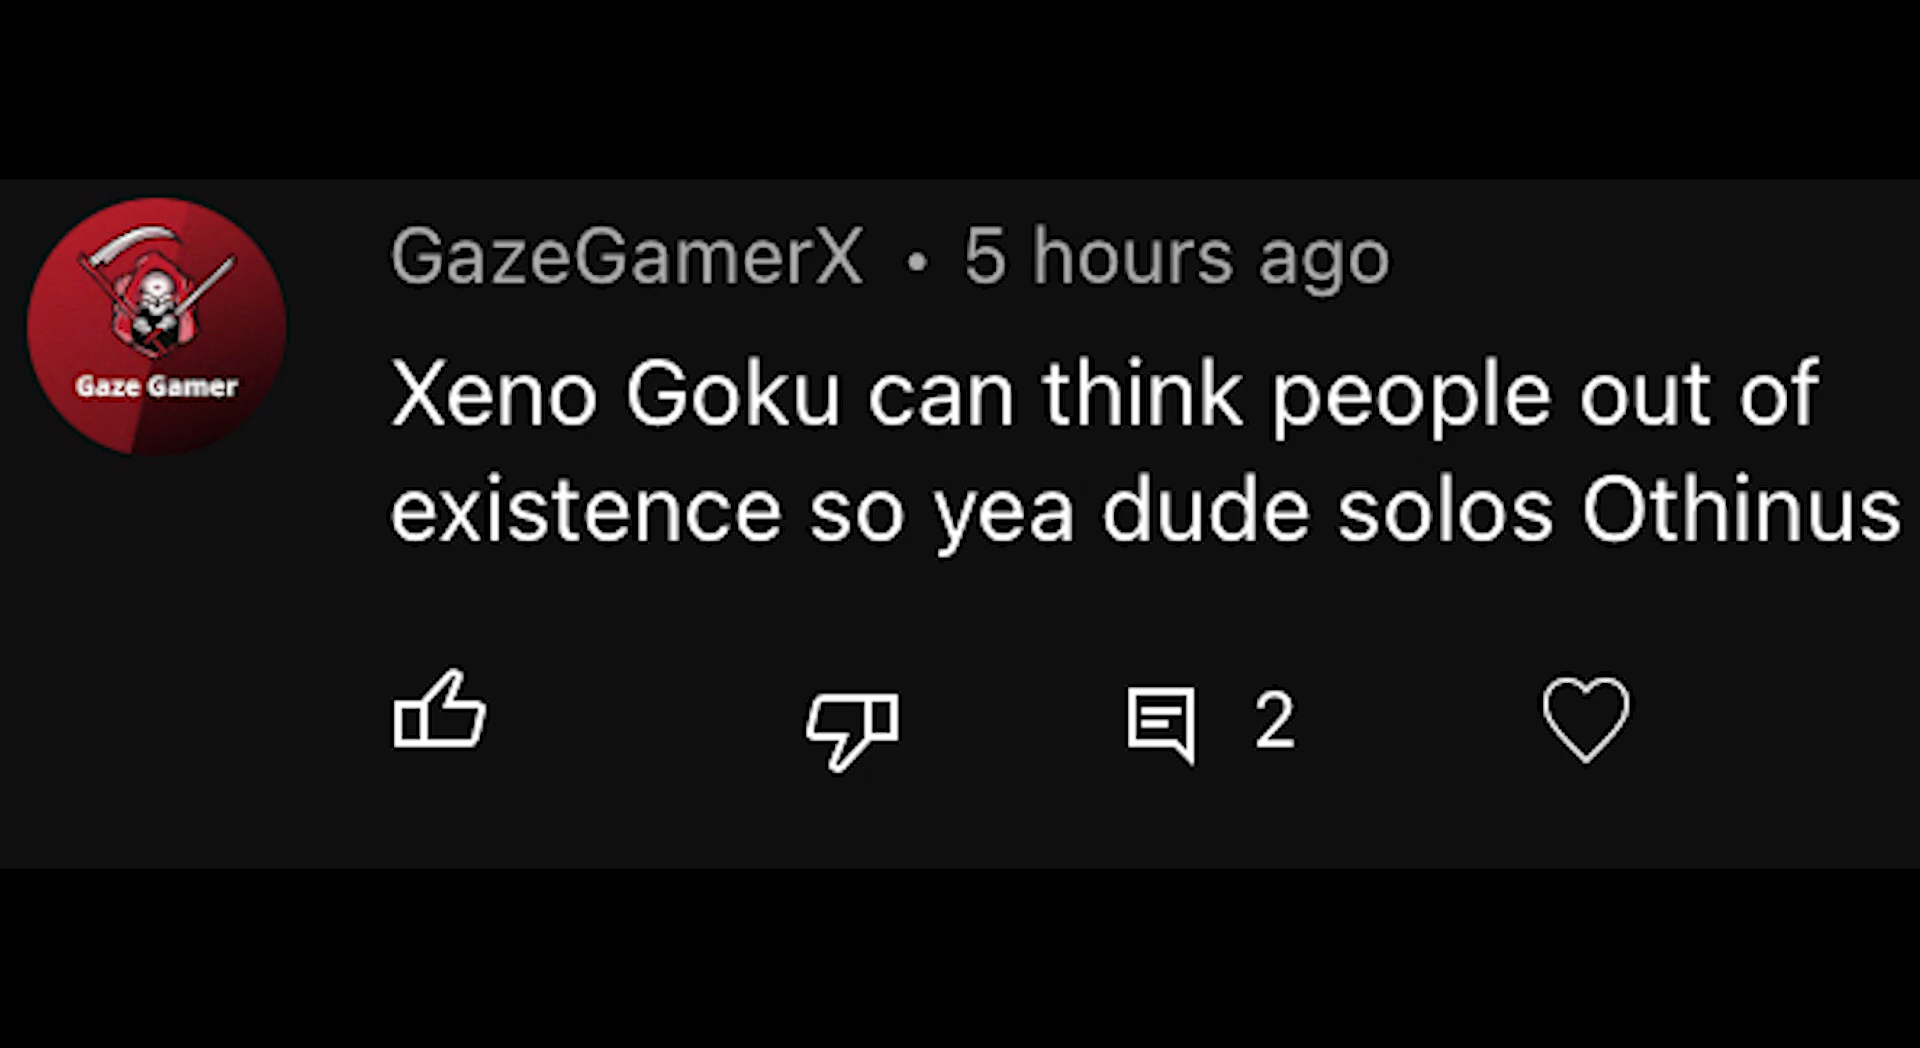 GazeGamerX • 5 hours ago
Gaze Gamer
Xeno Goku can think people out of
existence so yea dude solos Othinus
2